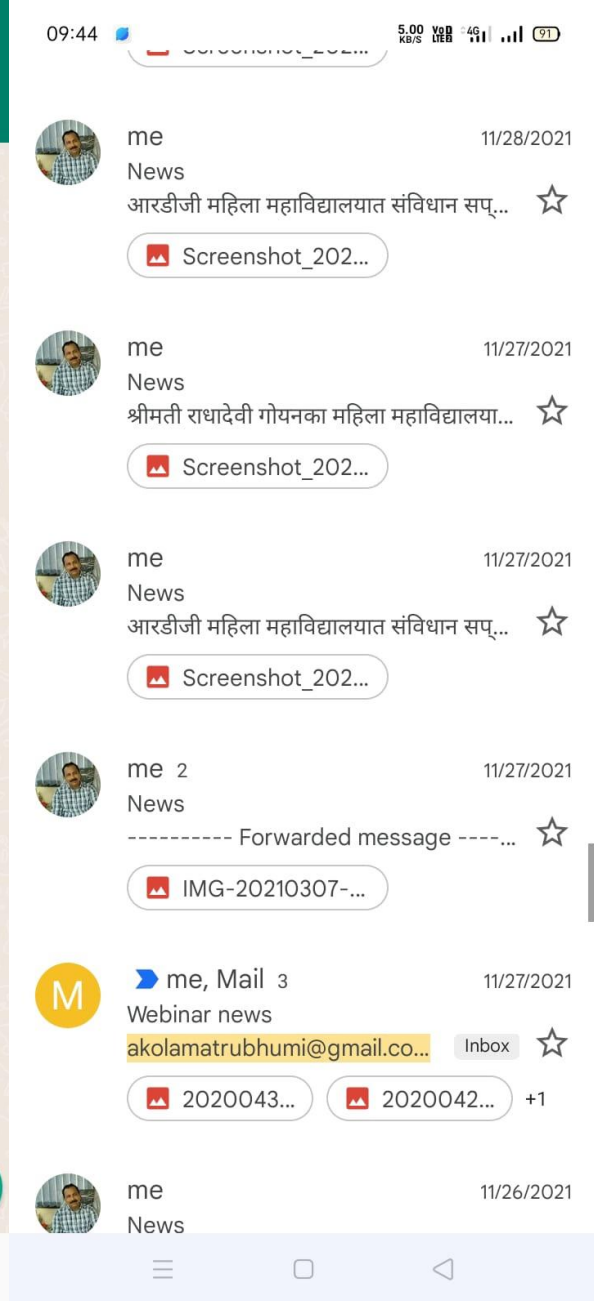 09:44
5.00 KB/S VoD LTE2 4G 91
me 11/28/2021
News
आरडीजी महिला महाविद्यालयात संविधान सप्...
Screenshot_202...
me 11/27/2021
News
श्रीमती राधादेवी गोयनका महिला महाविद्यालया...
Screenshot_202...
me 11/27/2021
News
आरडीजी महिला महाविद्यालयात संविधान सप्...
Screenshot_202...
me 2 11/27/2021
News
---------- Forwarded message ----...
IMG-20210307-...
M
me, Mail 3 11/27/2021
Webinar news
akolamatrubhumi@gmail.co... Inbox
2020043... 2020042... +1
me 11/26/2021
News